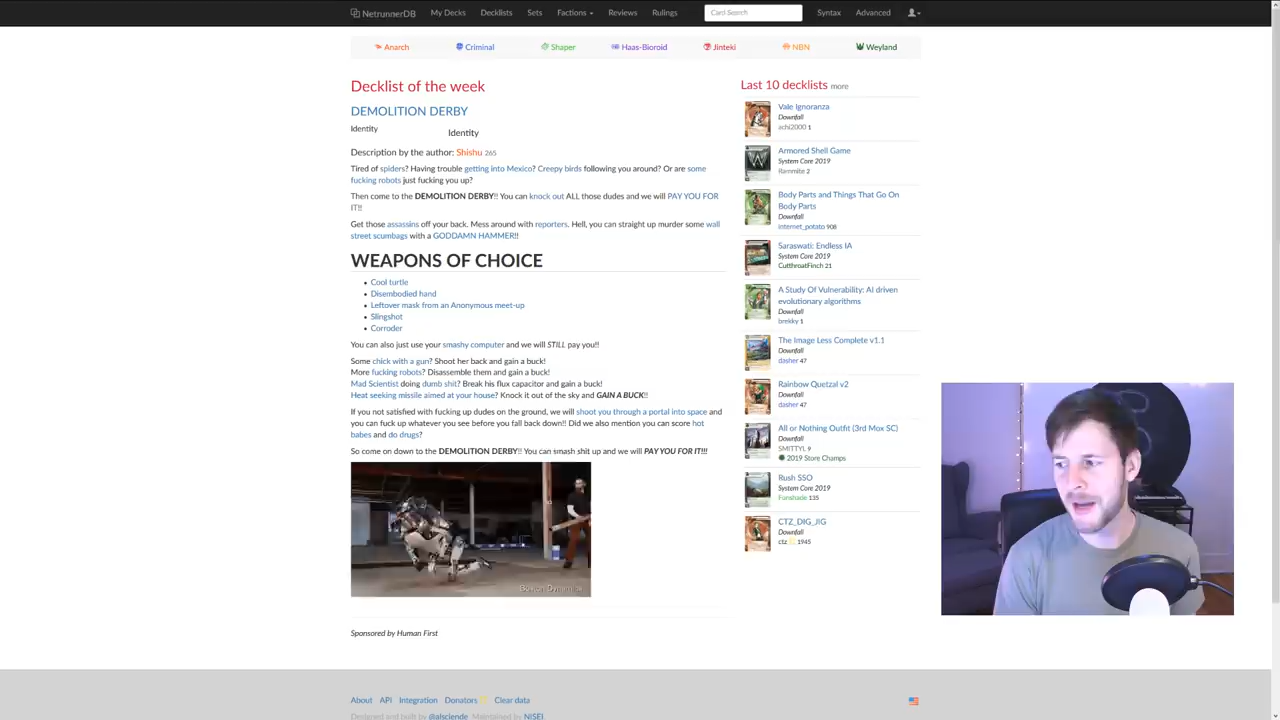 NetrunnerDB My Decks Decklists Sets Factions Reviews Rulings Card Search Syntax Advanced
Anarch Criminal Shaper Haas-Bioroid Jinteki NBN Weyland
Decklist of the week
DEMOLITION DERBY
Identity
Identity
Description by the author: Shishu 265
Tired of spiders? Having trouble getting into Mexico? Creepy birds following you around? Or are some
fucking robots just fucking you up?
Then come to the DEMOLITION DERBY!! You can knock out ALL those dudes and we will PAY YOU FOR
IT!!
Get those assassins off your back. Mess around with reporters. Hell, you can straight up murder some wall
street scumbags with a GODDAMN HAMMER!!
WEAPONS OF CHOICE
• Cool turtle
• Disembodied hand
• Leftover mask from an Anonymous meet-up
• Slingshot
• Corroder
You can also just use your smashy computer and we will STILL pay you!!
Some chick with a gun? Shoot her back and gain a buck!
More fucking robots? Disassemble them and gain a buck!
Mad Scientist doing dumb shit? Break his flux capacitor and gain a buck!
Heat seeking missile aimed at your house? Knock it out of the sky and GAIN A BUCK!!
If you not satisfied with fucking up dudes on the ground, we will shoot you through a portal into space and
you can fuck up whatever you see before you fall back down!! Did we also mention you can score hot
babes and do drugs?
So come on down to the DEMOLITION DERBY!! You can smash shit up and we will PAY YOU FOR IT!!!
Boston Dynamics
Sponsored by Human First
Last 10 decklists more
Vale Ignoranza
Downfall
achi2000 1
Armored Shell Game
System Core 2019
Rammite 2
Body Parts and Things That Go On
Body Parts
Downfall
internet_potato 908
Saraswati: Endless IA
System Core 2019
CutthroatFinch 21
A Study Of Vulnerability: AI driven
evolutionary algorithms
Downfall
brekky 1
The Image Less Complete v1.1
Downfall
dasher 47
Rainbow Quetzal v2
Downfall
dasher 47
All or Nothing Outfit (3rd Mox SC)
Downfall
SMITTYL 9
2019 Store Champs
Rush SSO
System Core 2019
Funshade 135
CTZ_DIG_JIG
Downfall
ctz 1945
About API Integration Donators Clear data
Designed and built by @alsciende. Maintained by NISEI.